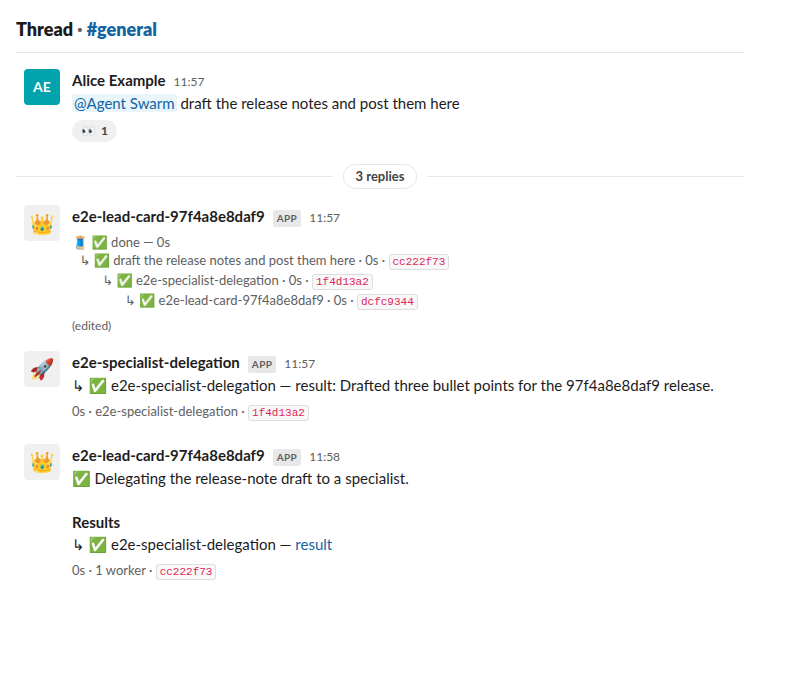 Thread • #general
AE
Alice Example 11:57
@Agent Swarm draft the release notes and post them here
👀 1
3 replies
e2e-lead-card-97f4a8e8daf9 APP 11:57
🧵 ✅ done — 0s
↳ ✅ draft the release notes and post them here · 0s · cc222f73
↳ ✅ e2e-specialist-delegation · 0s · 1f4d13a2
↳ ✅ e2e-lead-card-97f4a8e8daf9 · 0s · dcfc9344
(edited)
e2e-specialist-delegation APP 11:57
↳ ✅ e2e-specialist-delegation — result: Drafted three bullet points for the 97f4a8e8daf9 release.
0s · e2e-specialist-delegation · 1f4d13a2
e2e-lead-card-97f4a8e8daf9 APP 11:58
✅ Delegating the release-note draft to a specialist.
Results
↳ ✅ e2e-specialist-delegation — result
0s · 1 worker · cc222f73